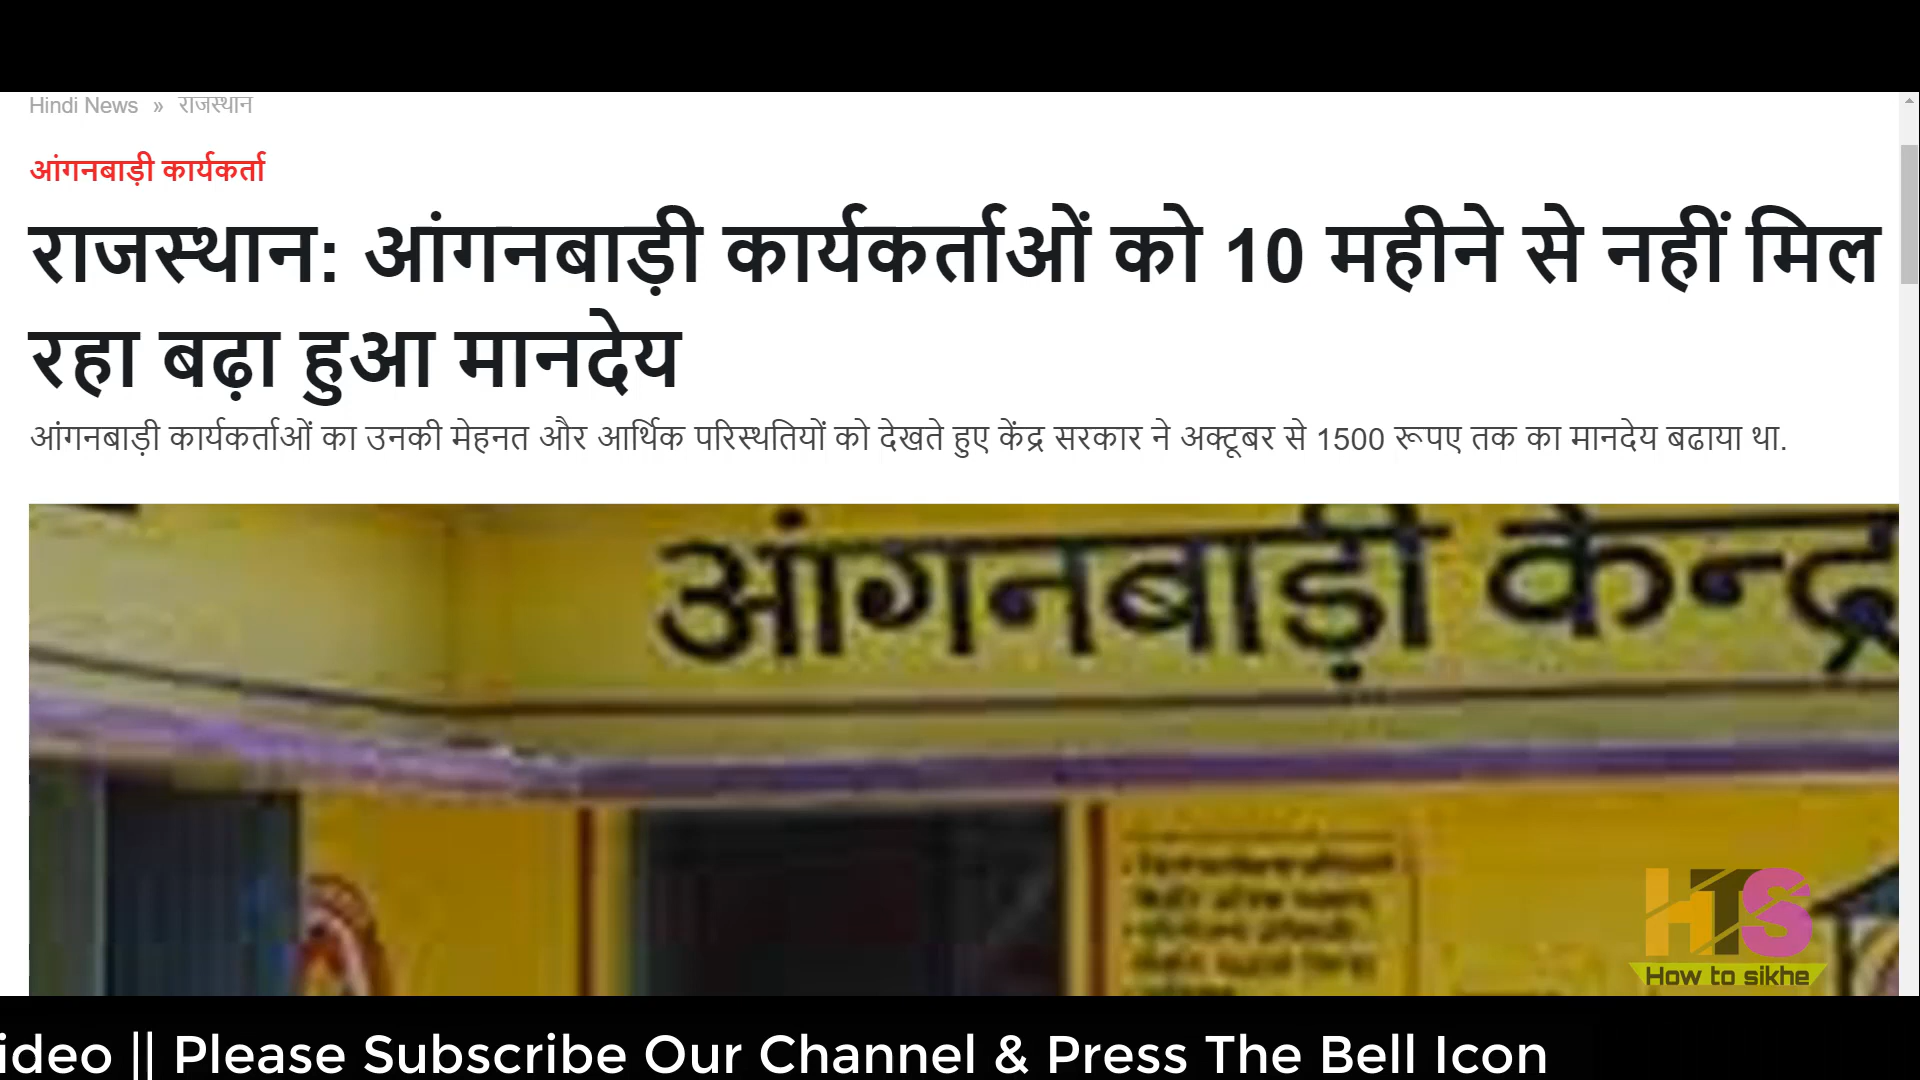 Hindi News » राजस्थान
आंगनबाड़ी कार्यकर्ता
राजस्थान: आंगनबाड़ी कार्यकर्ताओं को 10 महीने से नहीं मिल
रहा बढ़ा हुआ मानदेय
आंगनबाड़ी कार्यकर्ताओं का उनकी मेहनत और आर्थिक परिस्थतियों को देखते हुए केंद्र सरकार ने अक्टूबर से 1500 रूपए तक का मानदेय बढाया था.
आंगनबाड़ी केन्द्र
HTS
How to sikhe
ideo || Please Subscribe Our Channel & Press The Bell Icon